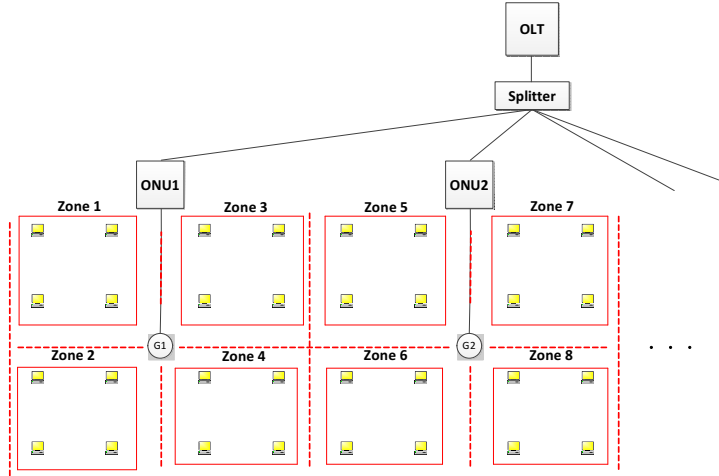 OLT
Splitter
ONU1
ONU2
Zone 1
Zone 3
Zone 5
Zone 7
G1
G2
Zone 2
Zone 4
Zone 6
Zone 8
. . .